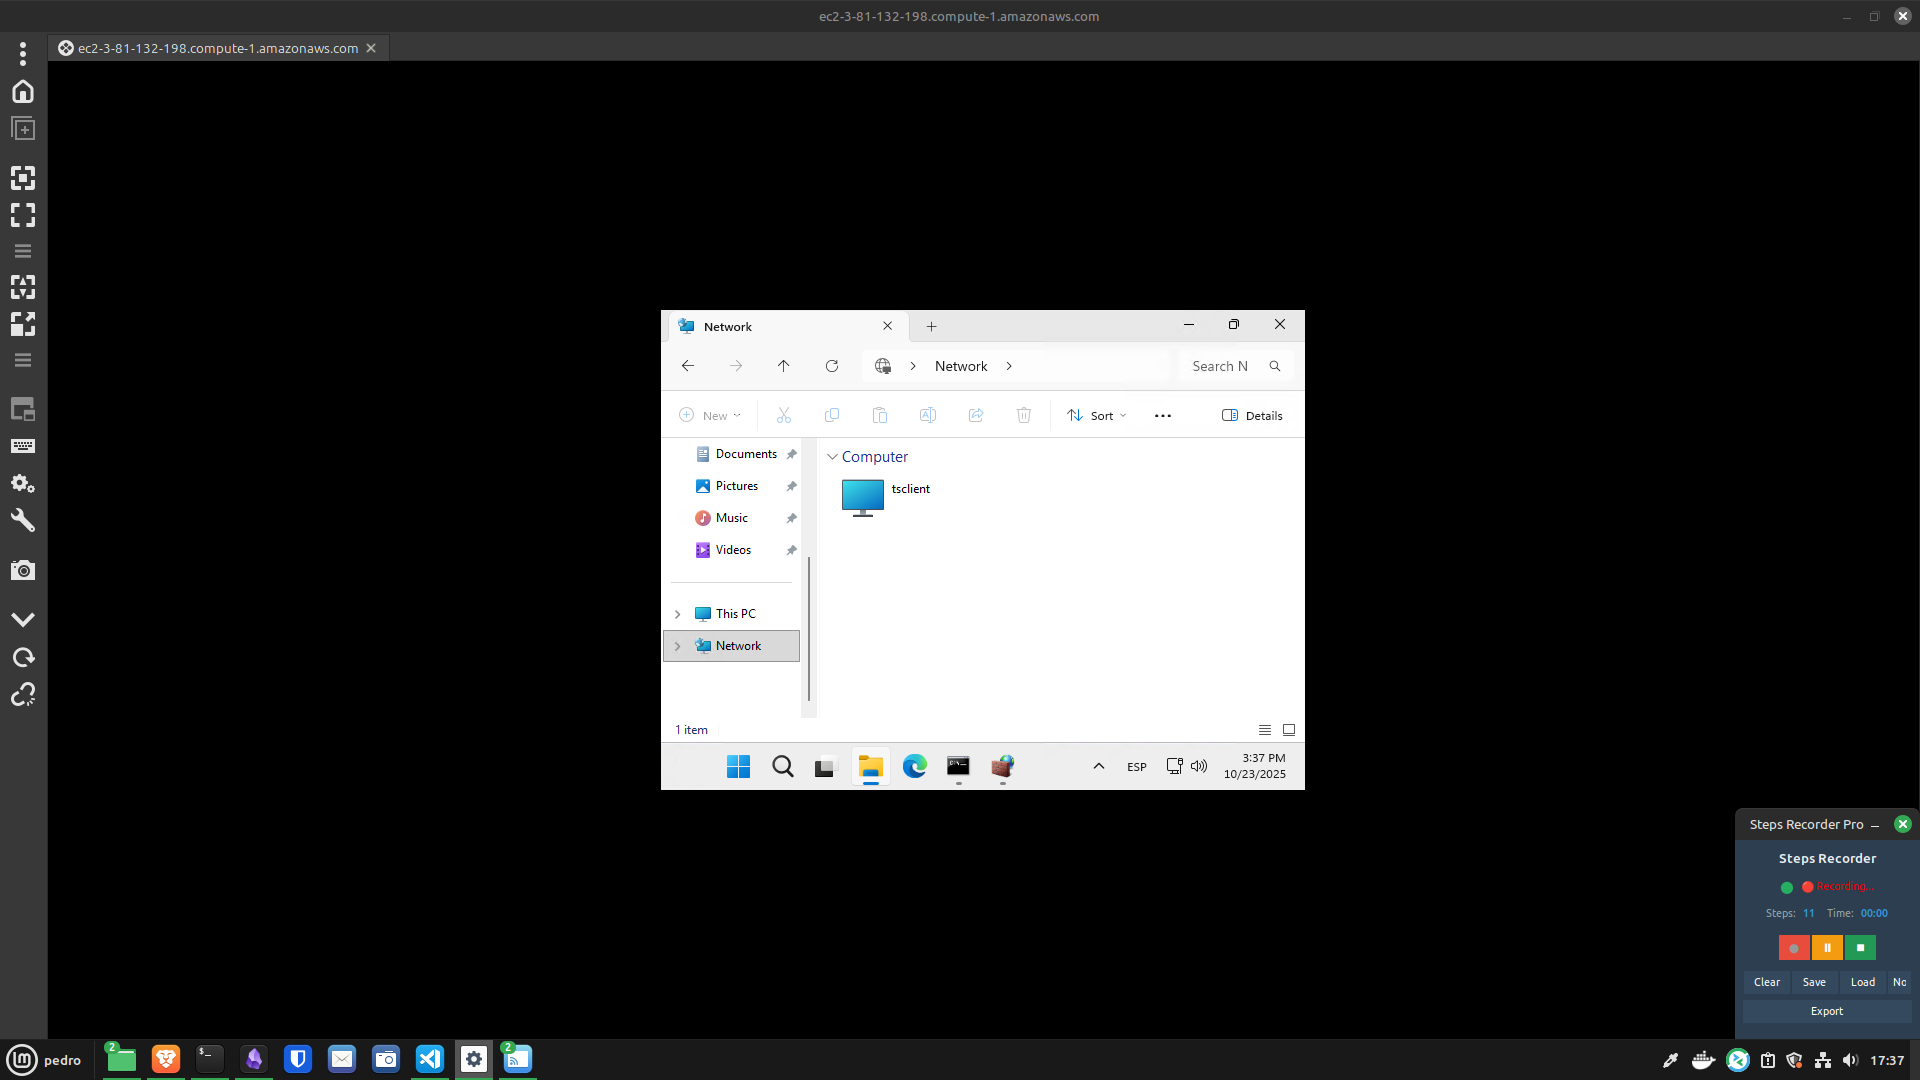 ec2-3-81-132-198.compute-1.amazonaws.com
ec2-3-81-132-198.compute-1.amazonaws.com
Network
Network
Search N
New
Sort
Details
Documents
Pictures
Music
Videos
This PC
Network
Computer
tsclient
1 item
ESP
3:37 PM
10/23/2025
Steps Recorder Pro
Steps Recorder
Recording...
Steps: 11 Time: 00:00
Clear Save Load No
Export
pedro
2
2
17:37